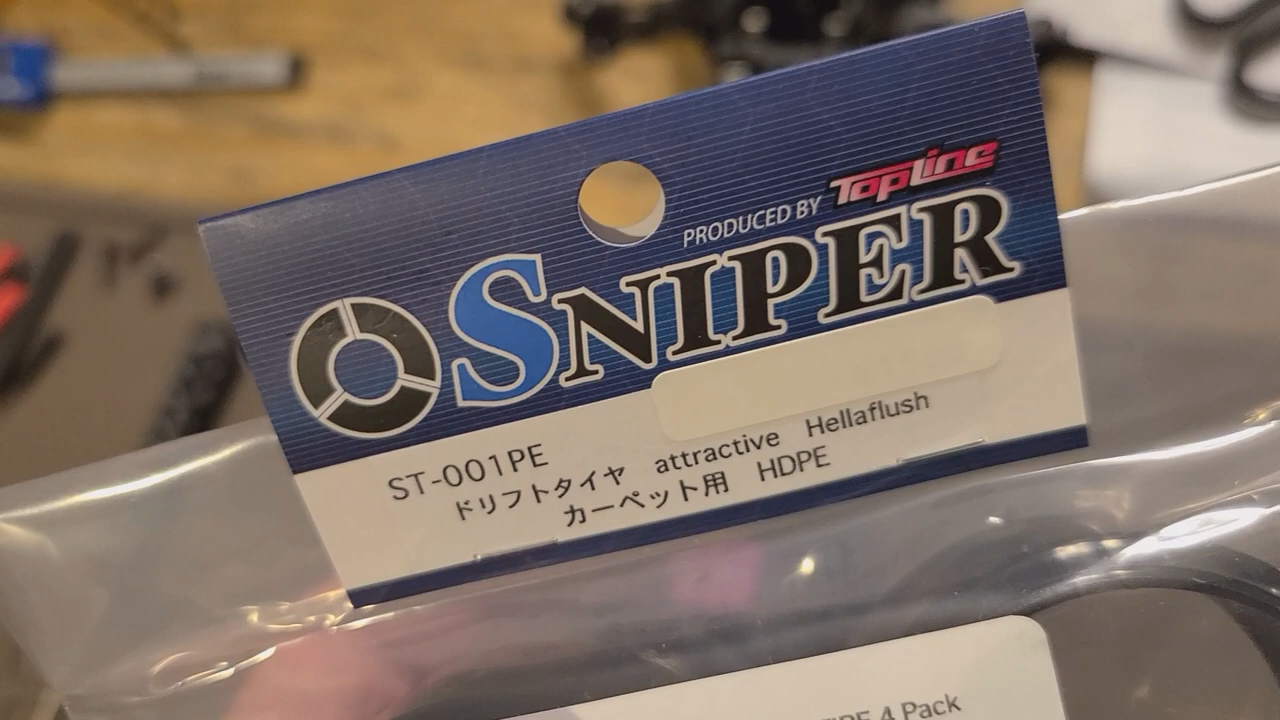 PRODUCED BY TopLine
SNIPER
ST-001PE
ドリフトタイヤ attractive Hellaflush
カーペット用 HDPE
4 Pack